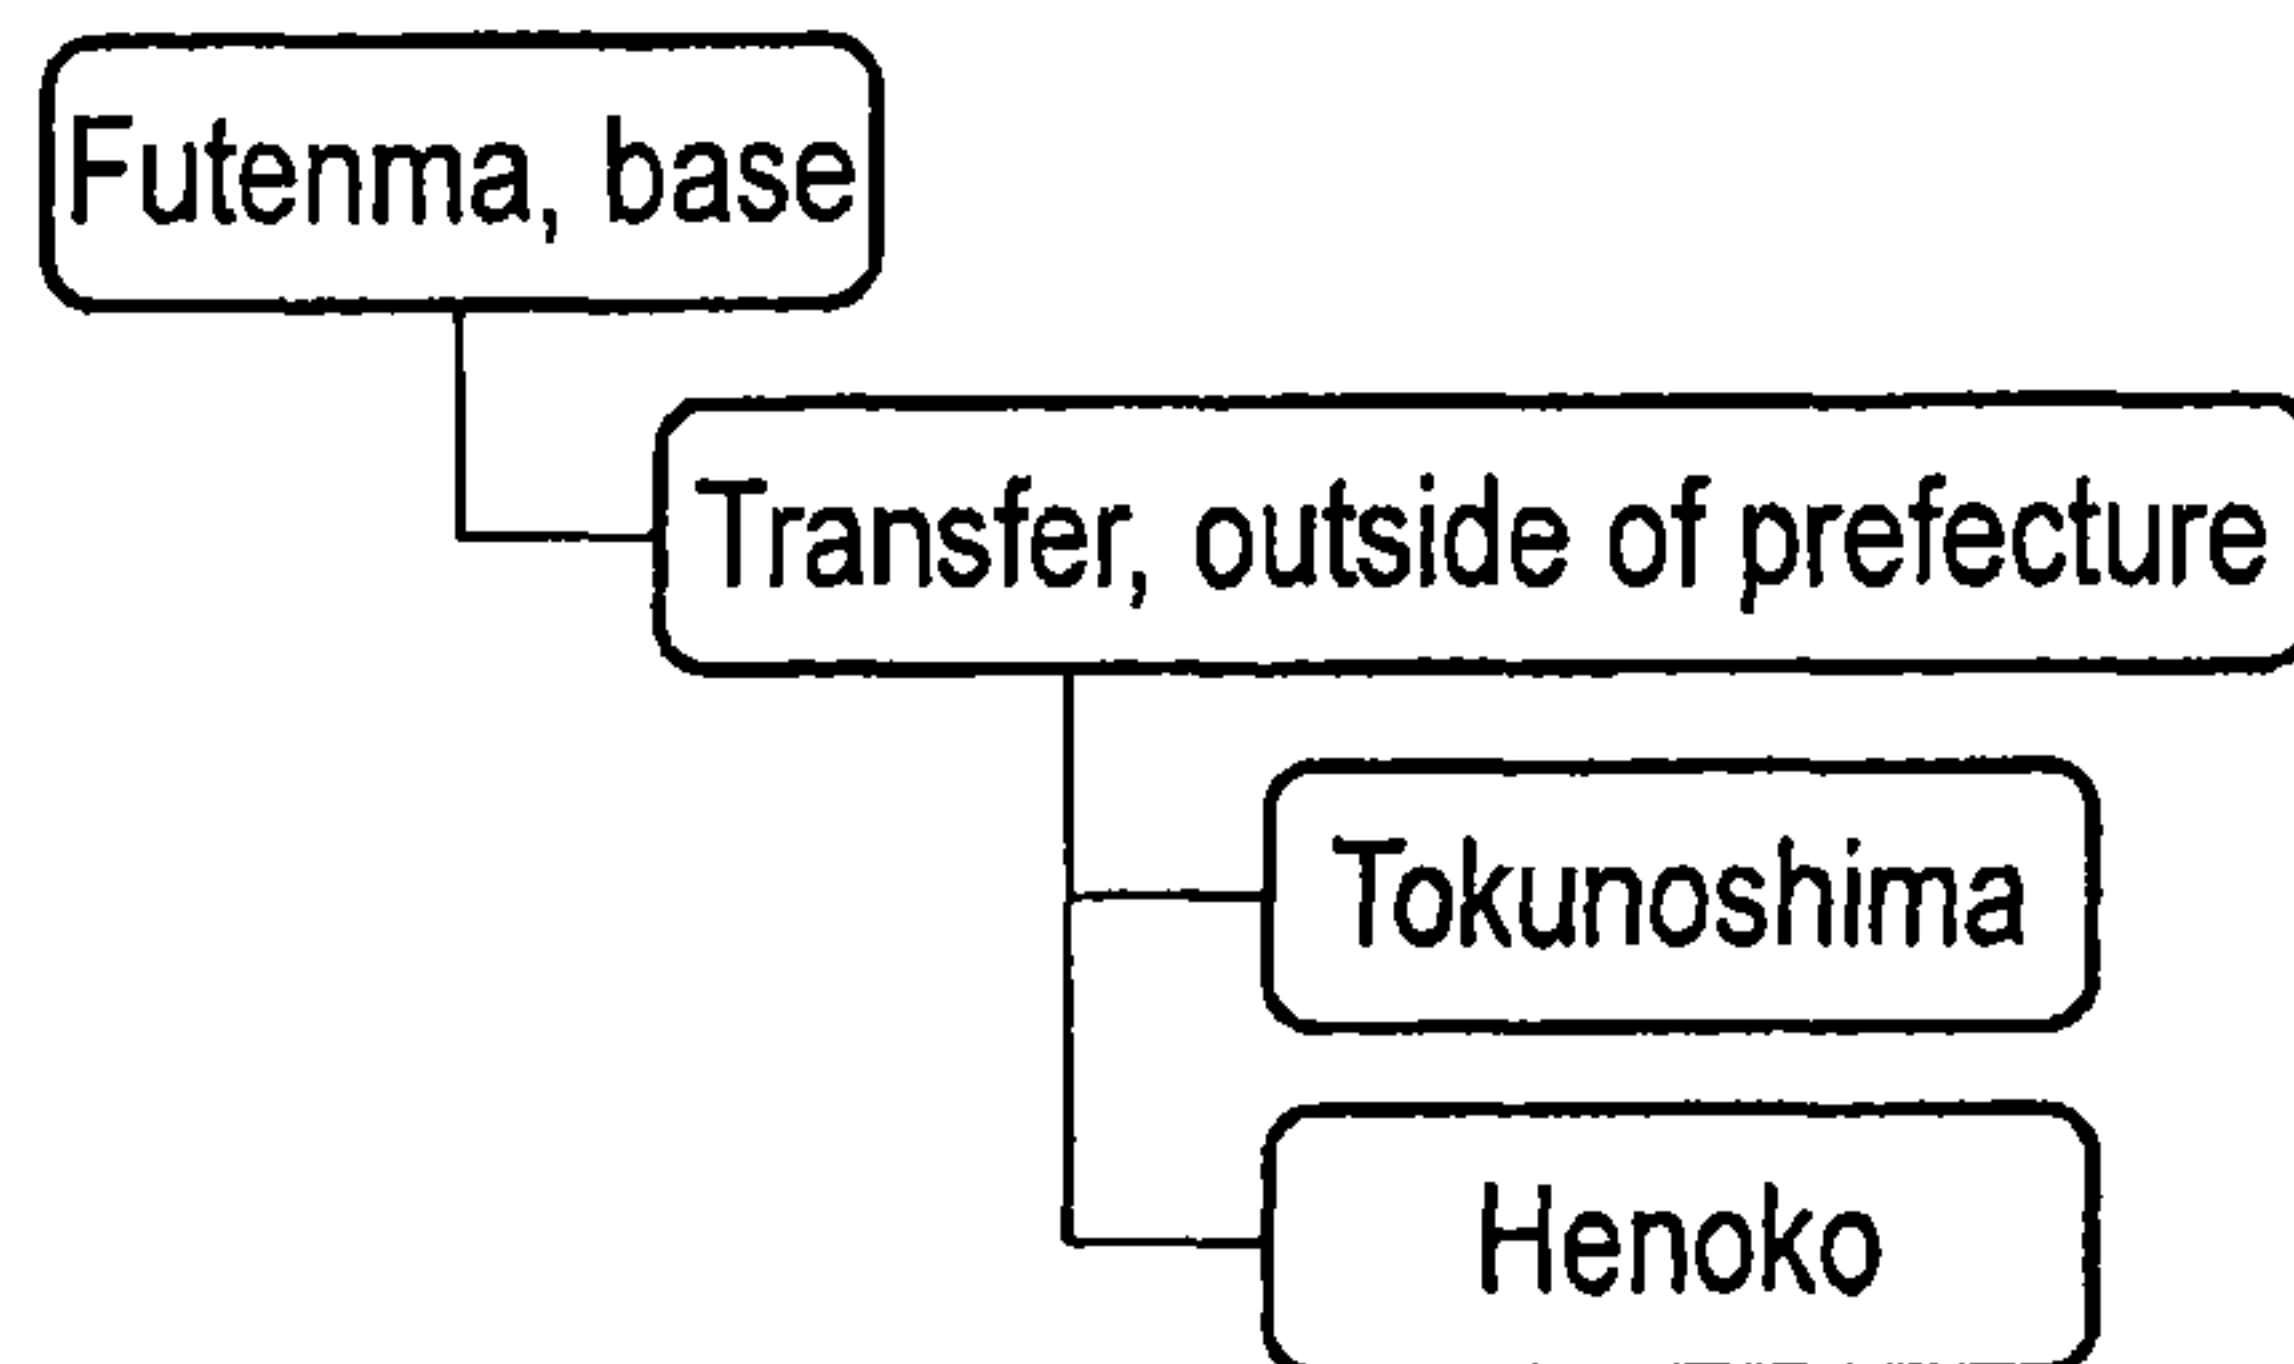 Futenma, base
Transfer, outside of prefecture
Tokunoshima
Henoko